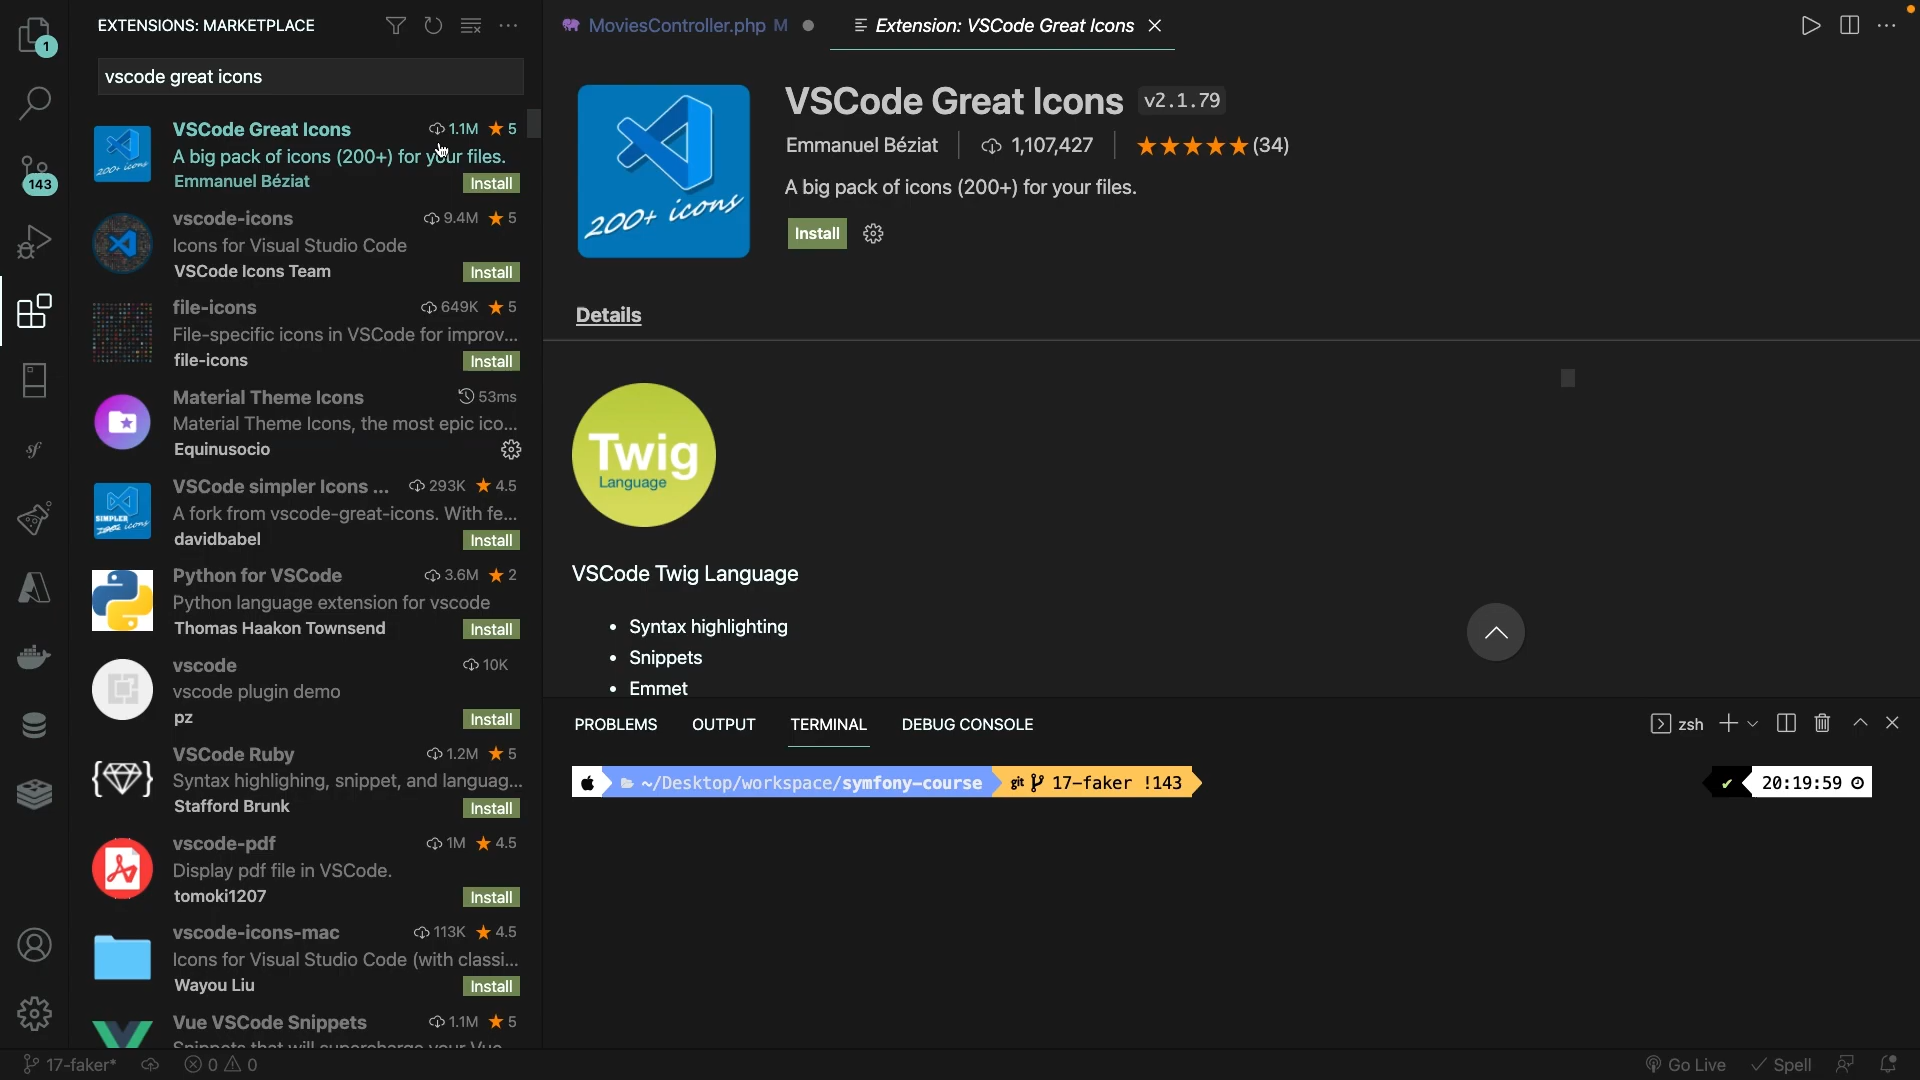 1
143
EXTENSIONS: MARKETPLACE
vscode great icons
VSCode Great Icons 1.1M 5
A big pack of icons (200+) for your files.
Emmanuel Béziat Install
200+ icons
vscode-icons 9.4M 5
Icons for Visual Studio Code
VSCode Icons Team Install
file-icons 649K 5
File-specific icons in VSCode for improv...
file-icons Install
Material Theme Icons 53ms
Material Theme Icons, the most epic ico...
Equinusocio
VSCode simpler Icons ... 293K 4.5
A fork from vscode-great-icons. With fe...
davidbabel Install
SIMPLER
200+ icons
Python for VSCode 3.6M 2
Python language extension for vscode
Thomas Haakon Townsend Install
vscode 10K
vscode plugin demo
pz Install
VSCode Ruby 1.2M 5
Syntax highlighing, snippet, and languag...
Stafford Brunk Install
vscode-pdf 1M 4.5
Display pdf file in VSCode.
tomoki1207 Install
vscode-icons-mac 113K 4.5
Icons for Visual Studio Code (with classi...
Wayou Liu Install
Vue VSCode Snippets 1.1M 5
MoviesController.php M
Extension: VSCode Great Icons
200+ icons
VSCode Great Icons v2.1.79
Emmanuel Béziat 1,107,427 (34)
A big pack of icons (200+) for your files.
Install
Details
Twig
Language
VSCode Twig Language
• Syntax highlighting
• Snippets
• Emmet
PROBLEMS OUTPUT TERMINAL DEBUG CONSOLE zsh
~/Desktop/workspace/symfony-course git 17-faker !143 20:19:59
17-faker* 0 0 Go Live Spell